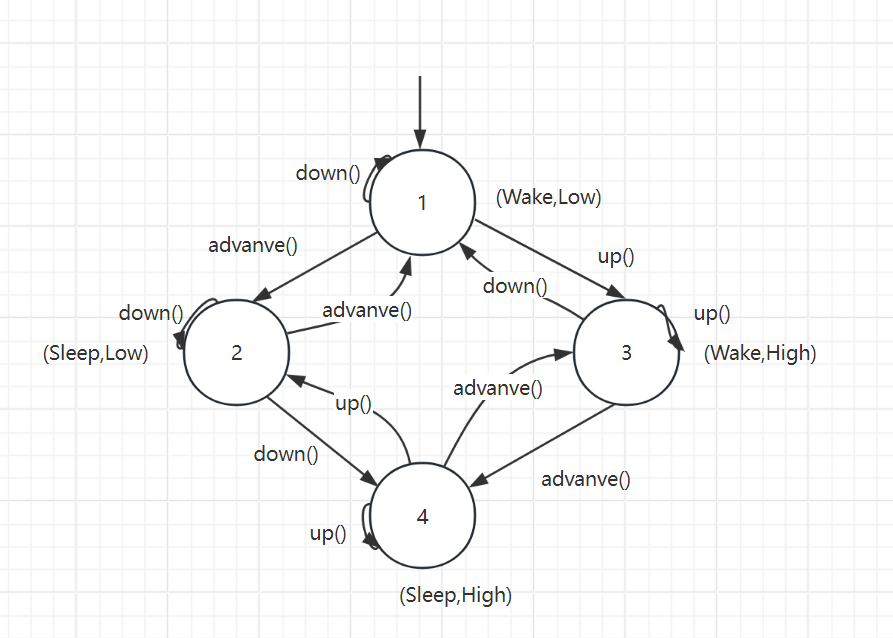 down()
1
(Wake,Low)
advanve()
up()
down()
down()
advanve()
up()
(Sleep,Low)
2
3
(Wake,High)
advanve()
up()
down()
advanve()
4
up()
(Sleep,High)